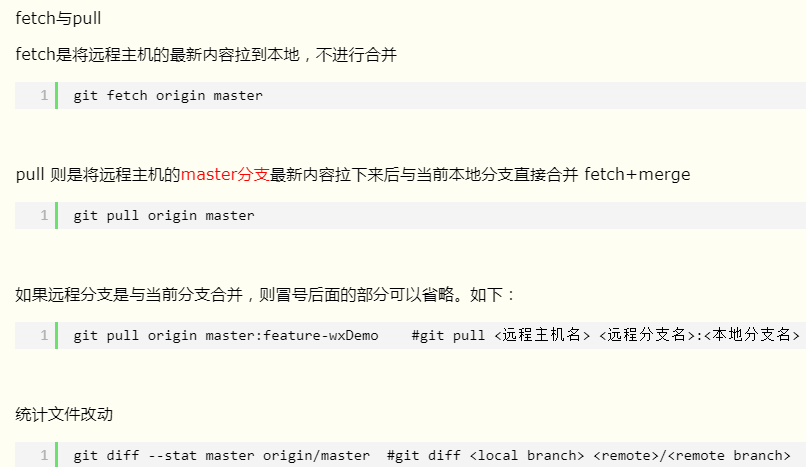 fetch与pull
fetch是将远程主机的最新内容拉到本地，不进行合并
1 git fetch origin master
pull 则是将远程主机的master分支最新内容拉下来后与当前本地分支直接合并 fetch+merge
1 git pull origin master
如果远程分支是与当前分支合并，则冒号后面的部分可以省略。如下：
1 git pull origin master:feature-wxDemo    #git pull <远程主机名> <远程分支名>:<本地分支名>
统计文件改动
1 git diff --stat master origin/master  #git diff <local branch> <remote>/<remote branch>